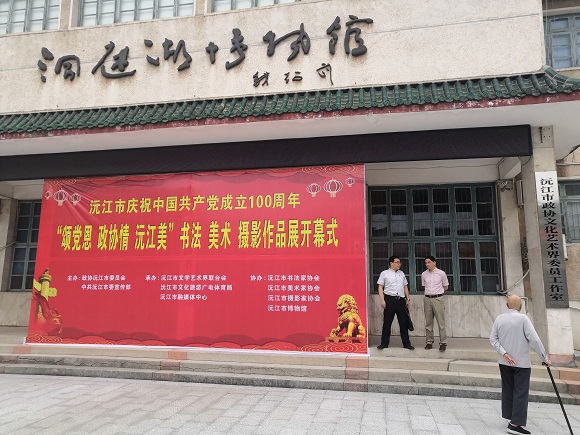 洞庭湖博物馆
沅江市庆祝中国共产党成立100周年
“颂党恩 政协情 沅江美”书法 美术 摄影作品展开幕式
主办：政协沅江市委员会
中共沅江市委宣传部
承办：沅江市文学艺术界联合会
沅江市文化旅游广电体育局
沅江市融媒体中心
协办：沅江市书法家协会
沅江市美术家协会
沅江市摄影家协会
沅江市博物馆
沅江市政协文化艺术界委员工作室